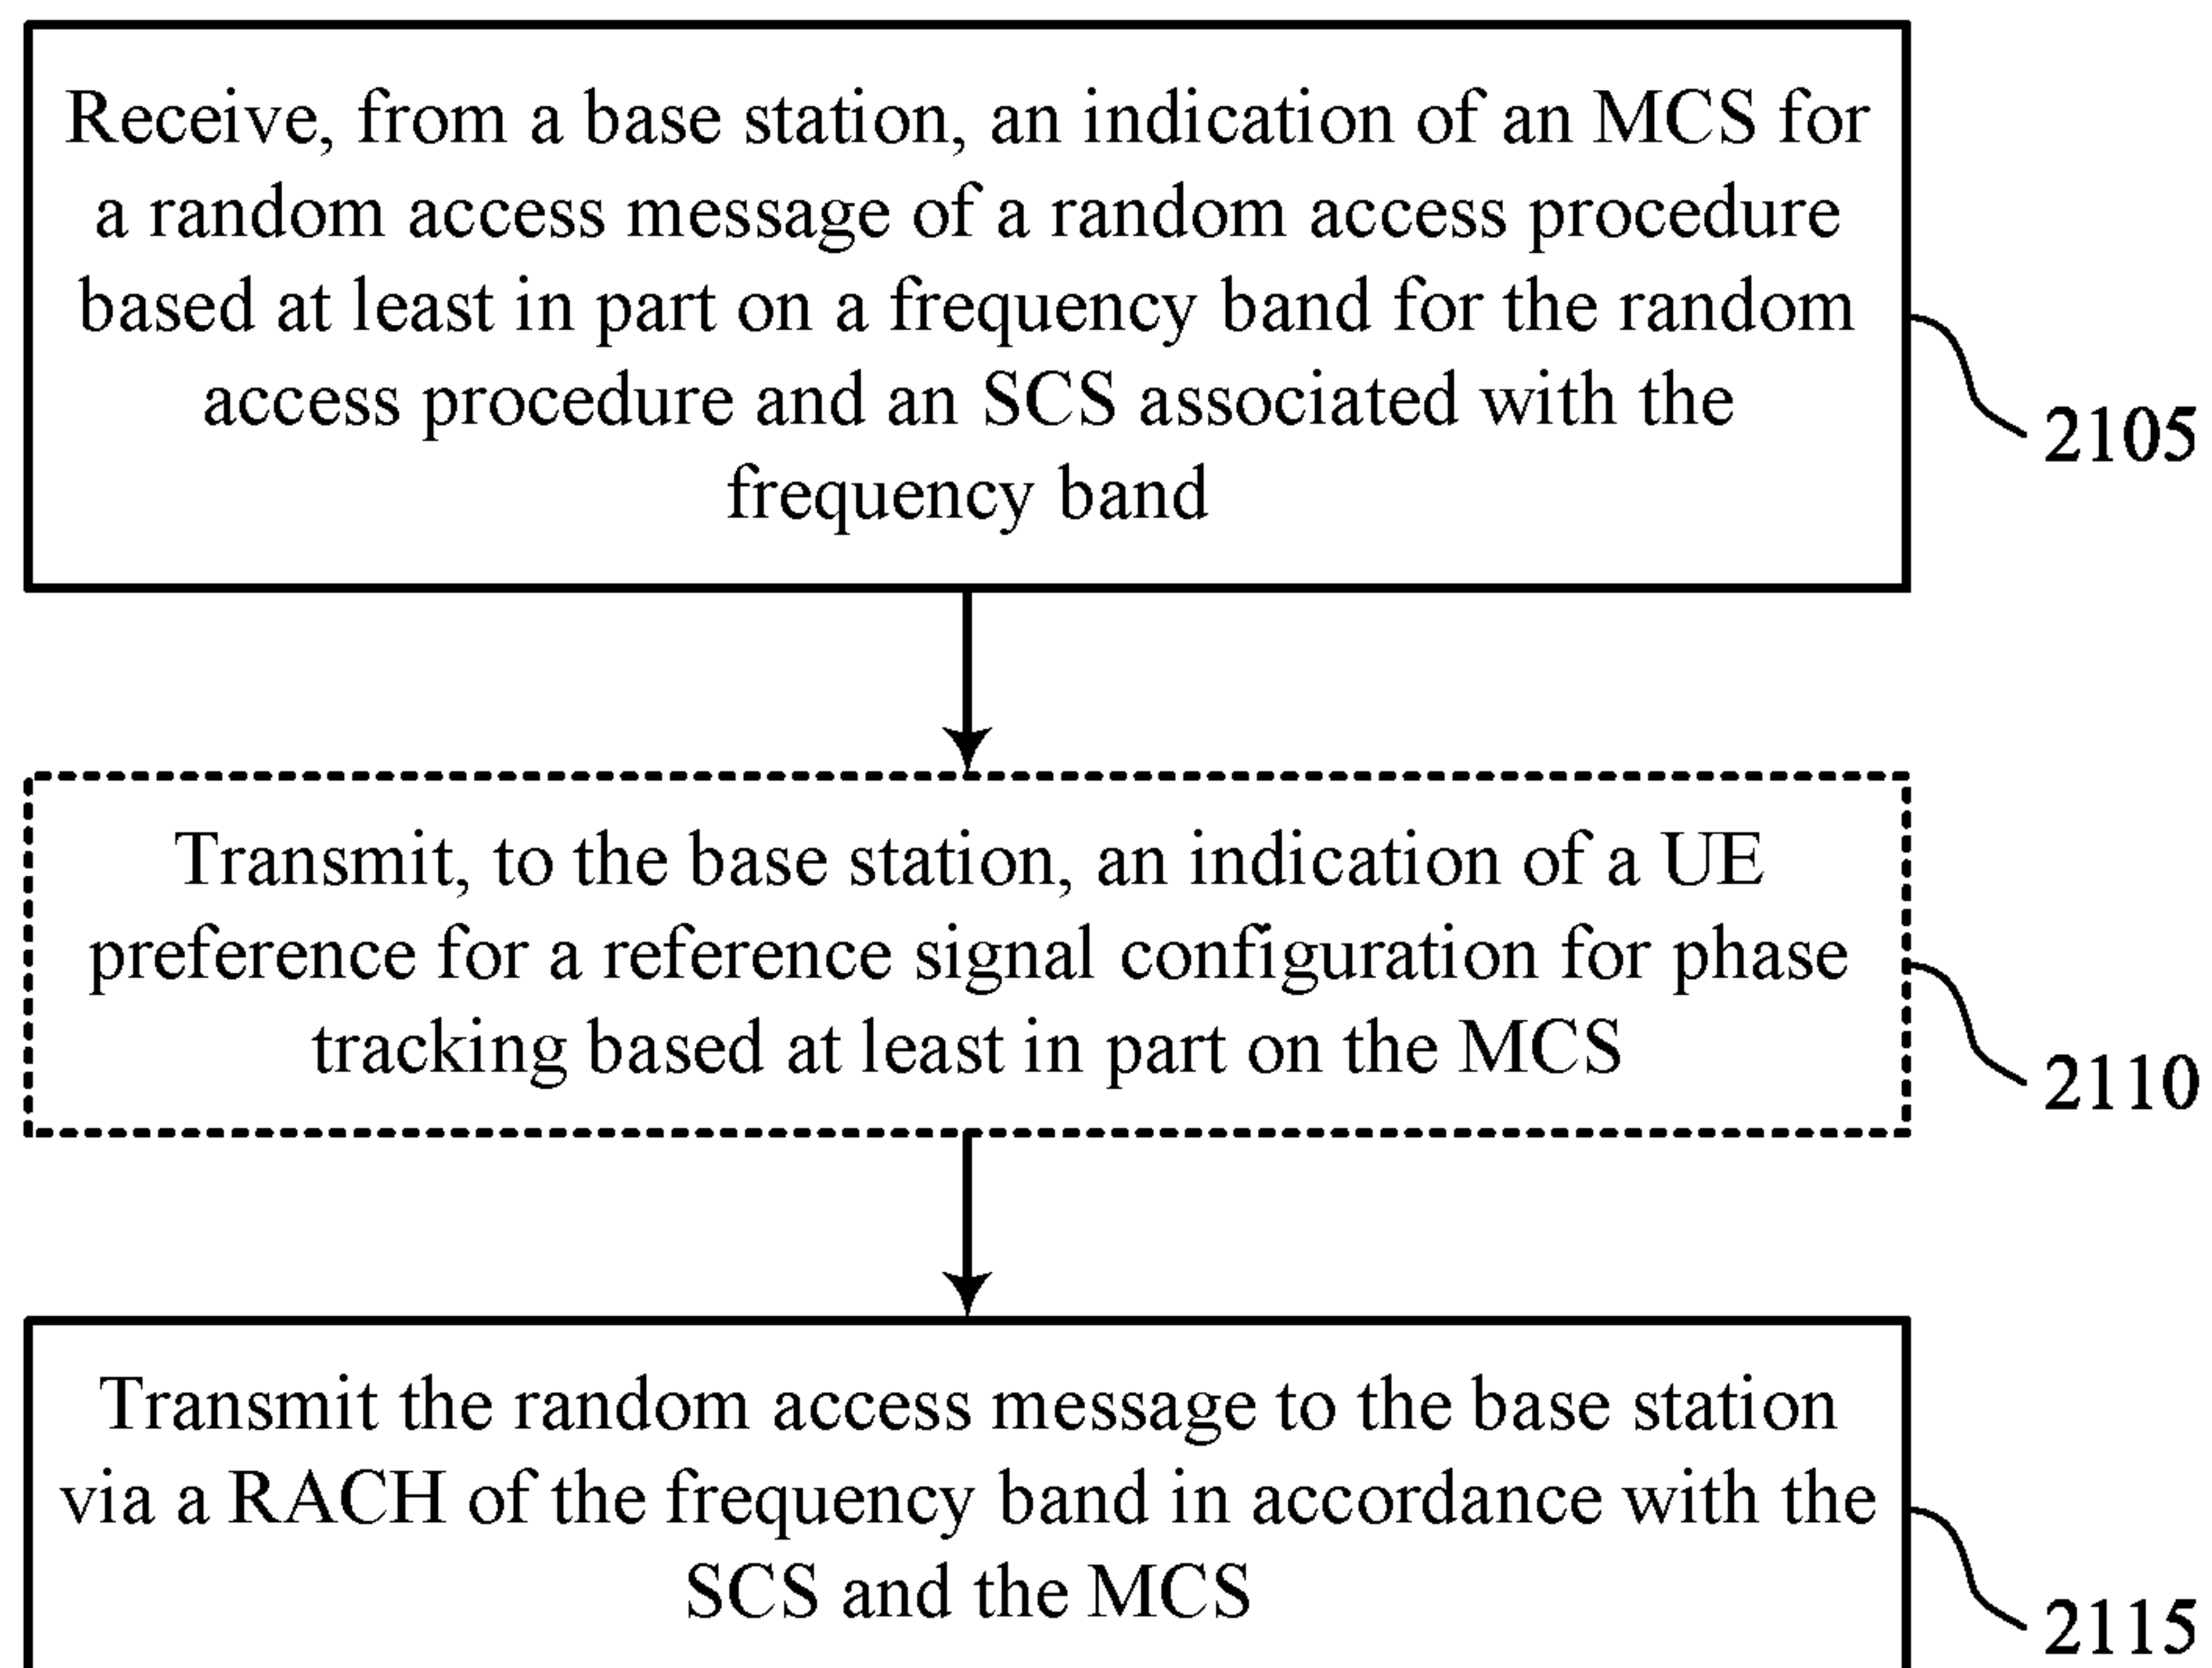 Receive, from a base station, an indication of an MCS for
a random access message of a random access procedure
based at least in part on a frequency band for the random
access procedure and an SCS associated with the
frequency band
2105
Transmit, to the base station, an indication of a UE
preference for a reference signal configuration for phase
tracking based at least in part on the MCS
2110
Transmit the random access message to the base station
via a RACH of the frequency band in accordance with the
SCS and the MCS
2115